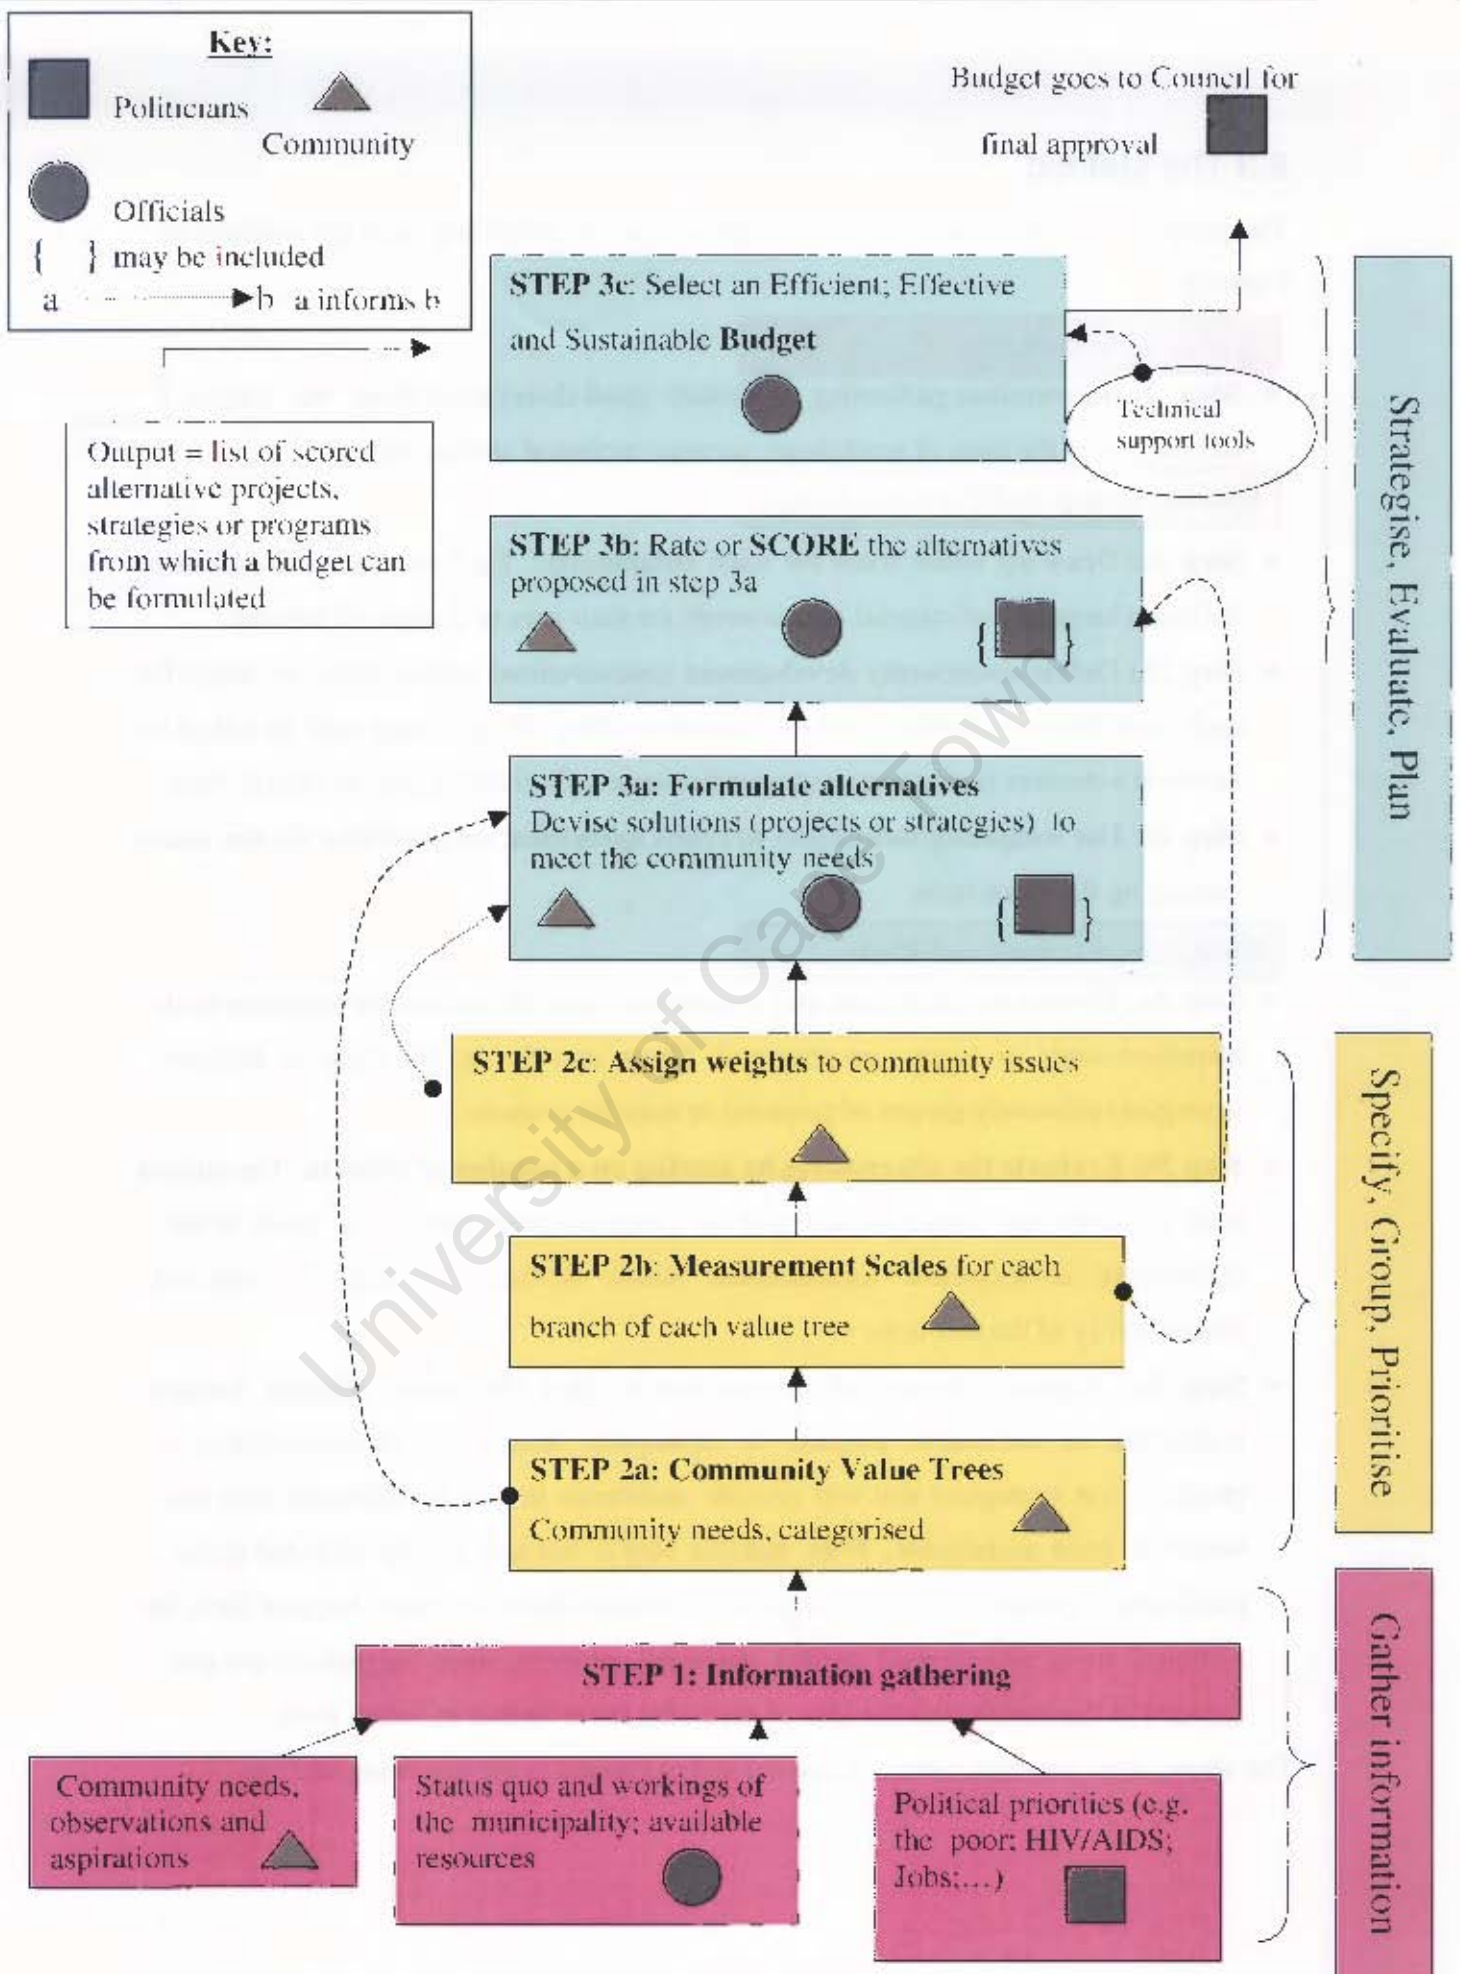 Key:
Politicians
Community
Officials
{ } may be included
a b a informs b
Budget goes to Council for
final approval
STEP 3c: Select an Efficient; Effective
and Sustainable Budget
Technical
support tools
Output = list of scored
alternative projects,
strategies or programs
from which a budget can
be formulated
STEP 3b: Rate or SCORE the alternatives
proposed in step 3a
{ }
STEP 3a: Formulate alternatives
Devise solutions (projects or strategies) to
meet the community needs
{ }
Strategise, Evaluate, Plan
STEP 2c: Assign weights to community issues
STEP 2b: Measurement Scales for each
branch of each value tree
STEP 2a: Community Value Trees
Community needs, categorised
Specify, Group, Prioritise
STEP 1: Information gathering
Community needs,
observations and
aspirations
Status quo and workings of
the municipality; available
resources
Political priorities (e.g.
the poor; HIV/AIDS;
Jobs;...)
Gather information
University of Cape Town